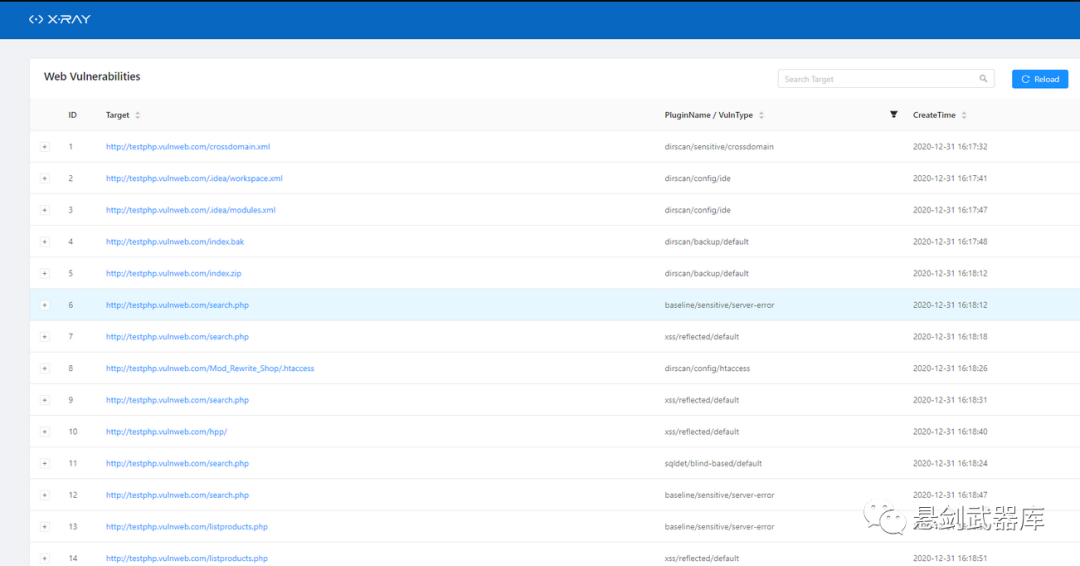 X-RAY
Web Vulnerabilities
Search Target
Reload
ID Target PluginName / VulnType CreateTime
1 http://testphp.vulnweb.com/crossdomain.xml dirscan/sensitive/crossdomain 2020-12-31 16:17:32
2 http://testphp.vulnweb.com/.idea/workspace.xml dirscan/config/ide 2020-12-31 16:17:41
3 http://testphp.vulnweb.com/.idea/modules.xml dirscan/config/ide 2020-12-31 16:17:47
4 http://testphp.vulnweb.com/index.bak dirscan/backup/default 2020-12-31 16:17:48
5 http://testphp.vulnweb.com/index.zip dirscan/backup/default 2020-12-31 16:18:12
6 http://testphp.vulnweb.com/search.php baseline/sensitive/server-error 2020-12-31 16:18:12
7 http://testphp.vulnweb.com/search.php xss/reflected/default 2020-12-31 16:18:18
8 http://testphp.vulnweb.com/Mod_Rewrite_Shop/.htaccess dirscan/config/htaccess 2020-12-31 16:18:26
9 http://testphp.vulnweb.com/search.php xss/reflected/default 2020-12-31 16:18:31
10 http://testphp.vulnweb.com/hpp/ xss/reflected/default 2020-12-31 16:18:40
11 http://testphp.vulnweb.com/search.php sqldet/blind-based/default 2020-12-31 16:18:24
12 http://testphp.vulnweb.com/search.php baseline/sensitive/server-error 2020-12-31 16:18:47
13 http://testphp.vulnweb.com/listproducts.php baseline/sensitive/server-error
悬剑武器库
14 http://testphp.vulnweb.com/listproducts.php xss/reflected/default 2020-12-31 16:18:51